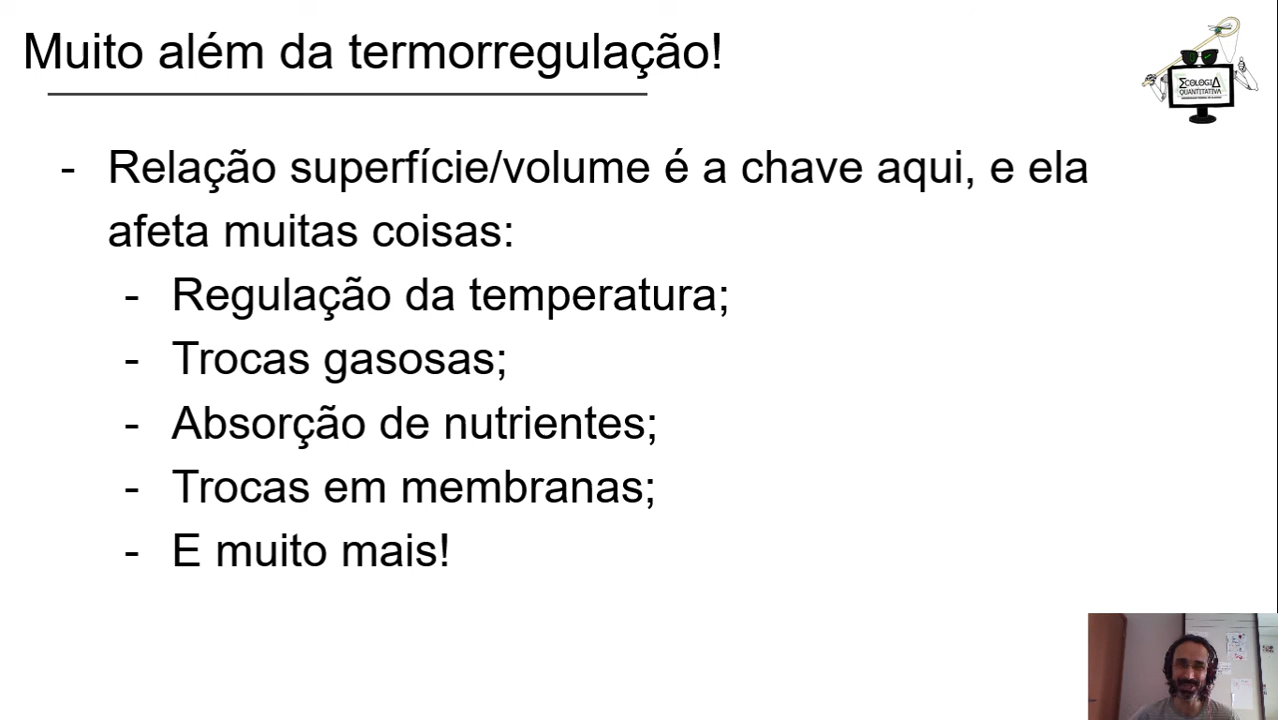 Muito além da termorregulação!
ΣCOLOGIΔ
QUANTITATIVA
- Relação superfície/volume é a chave aqui, e ela
afeta muitas coisas:
- Regulação da temperatura;
- Trocas gasosas;
- Absorção de nutrientes;
- Trocas em membranas;
- E muito mais!